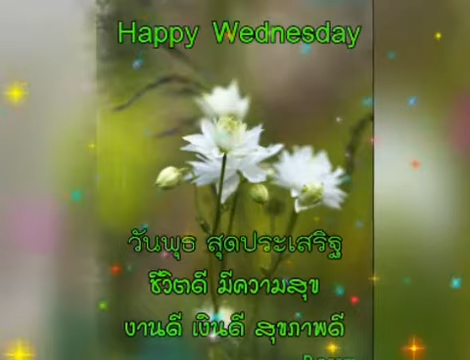 Happy Wednesday
วันพุธ สุดประเสริฐ
ชีวิตดี มีความสุข
งานดี เงินดี สุขภาพดี